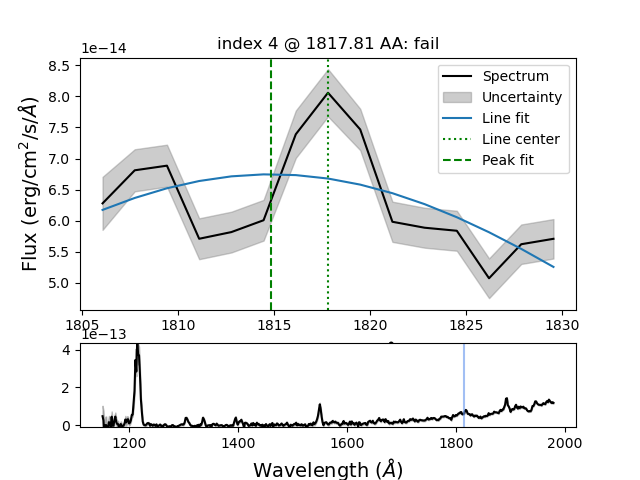 index 4 @ 1817.81 AA: fail
1e−14
8.5
8.0
7.5
7.0
6.5
6.0
5.5
5.0
Flux (erg/cm²/s/Å)
Spectrum
Uncertainty
Line fit
Line center
Peak fit
1805 1810 1815 1820 1825 1830
1e−13
4
2
0
1200 1400 1600 1800 2000
Wavelength (Å)